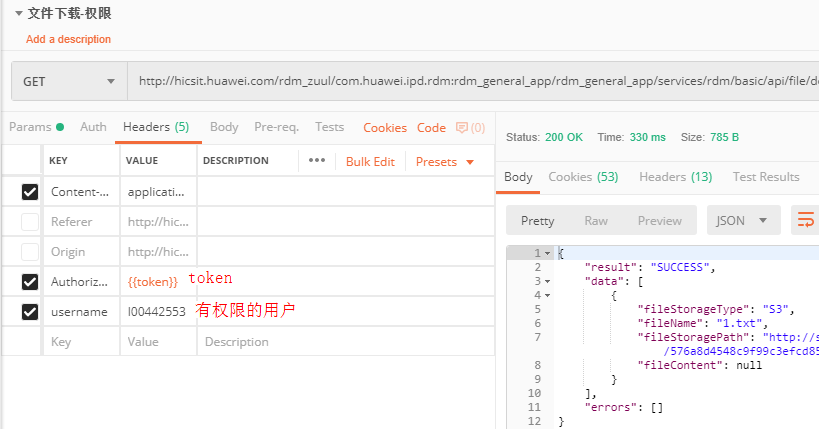 文件下载-权限
Add a description
GET
http://hicsit.huawei.com/rdm_zuul/com.huawei.ipd.rdm:rdm_general_app/rdm_general_app/services/rdm/basic/api/file/d
Params
Auth
Headers (5)
Body
Pre-req.
Tests
Cookies
Code
(0)
KEY
VALUE
DESCRIPTION
•••
Bulk Edit
Presets
Content-...
applicati...
Referer
http://hic...
Origin
http://hic...
Authoriz...
{{token}}
token
username
l00442553
有权限的用户
Key
Value
Description
Status: 200 OK
Time: 330 ms
Size: 785 B
Body
Cookies (53)
Headers (13)
Test Results
Pretty
Raw
Preview
JSON
1 {
2 "result": "SUCCESS",
3 "data": [
4 {
5 "fileStorageType": "S3",
6 "fileName": "1.txt",
7 "fileStoragePath": "http://s
/576a8d4548c9f99c3efcd85
8 "fileContent": null
9 }
10 ],
11 "errors": []
12 }